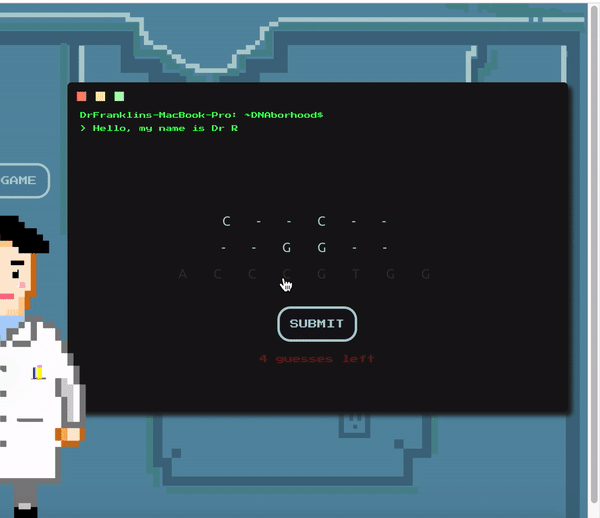 DrFranklins-MacBook-Pro: ~DNAborhood$
> Hello, my name is Dr R
GAME
C - - C - -
- - G G - -
A C C C G T G G
SUBMIT
4 guesses left